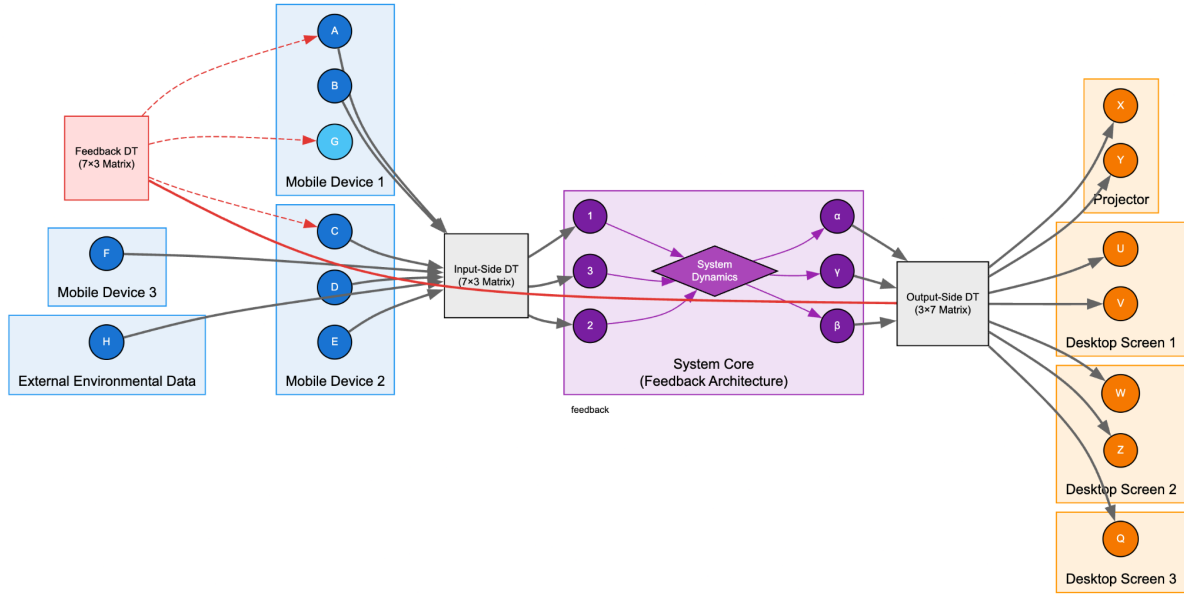 A
B
G
Mobile Device 1
Feedback DT
(7×3 Matrix)
C
D
E
Mobile Device 2
F
Mobile Device 3
H
External Environmental Data
Input-Side DT
(7×3 Matrix)
1
3
2
System
Dynamics
α
γ
β
System Core
(Feedback Architecture)
feedback
Output-Side DT
(3×7 Matrix)
X
Y
Projector
U
V
Desktop Screen 1
W
Z
Desktop Screen 2
Q
Desktop Screen 3